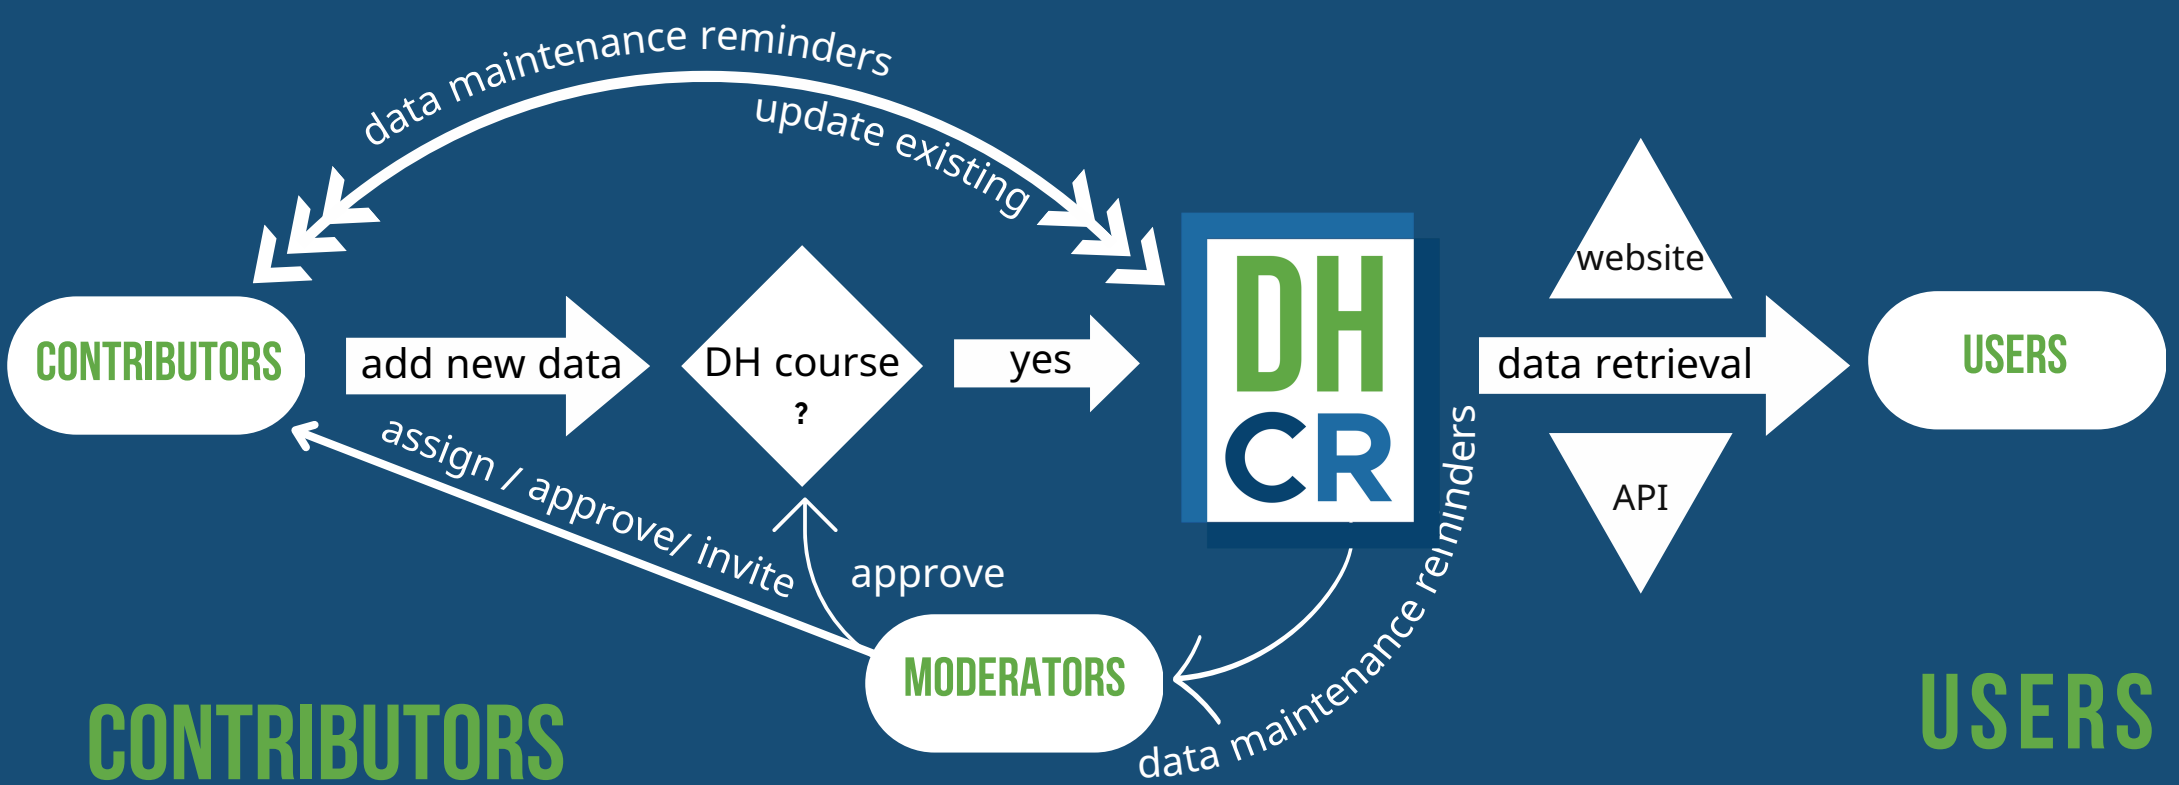 data maintenance reminders
update existing
website
CONTRIBUTORS
add new data
DH course
?
yes
DH
CR
data retrieval
USERS
assign / approve/ invite
API
approve
data maintenance reminders
MODERATORS
CONTRIBUTORS
USERS